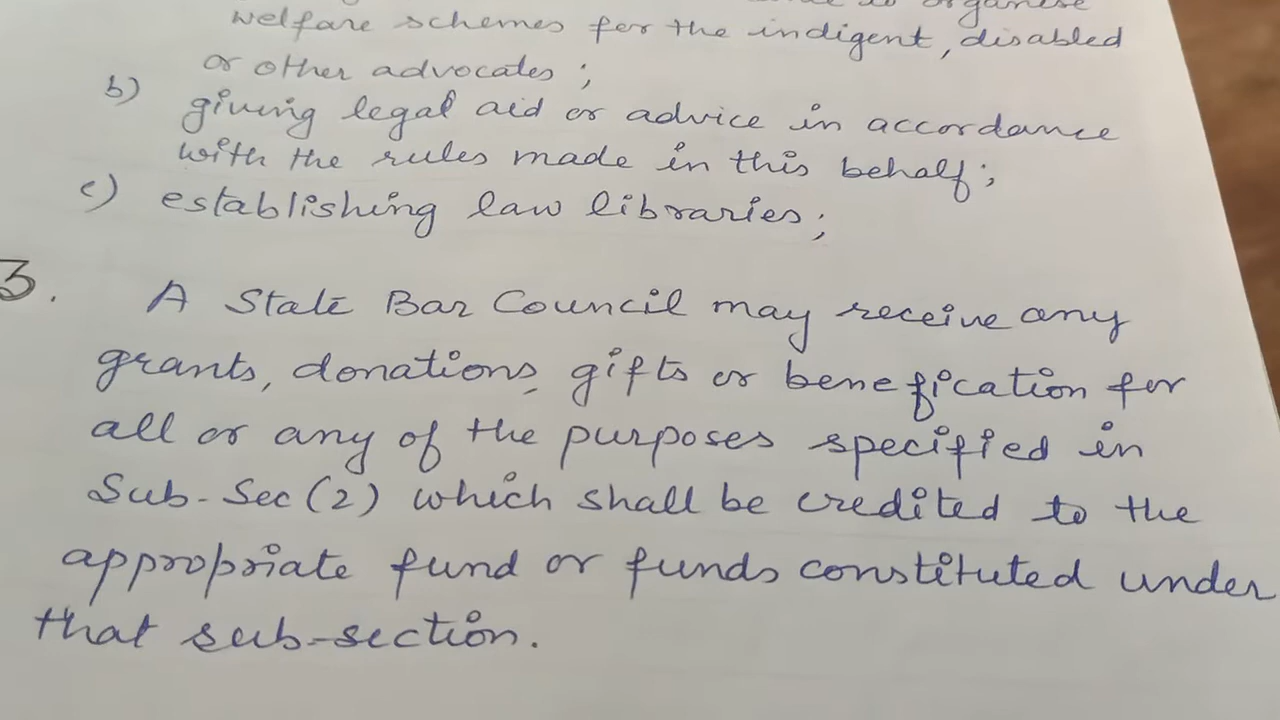 to organise
welfare schemes for the indigent, disabled
or other advocates ;
b) giving legal aid or advice in accordance
with the rules made in this behalf;
c) establishing law libraries;
3. A State Bar Council may receive any
grants, donations, gifts or benefication for
all or any of the purposes specified in
Sub-Sec (2) which shall be credited to the
appropriate fund or funds constituted under
that sub-section.